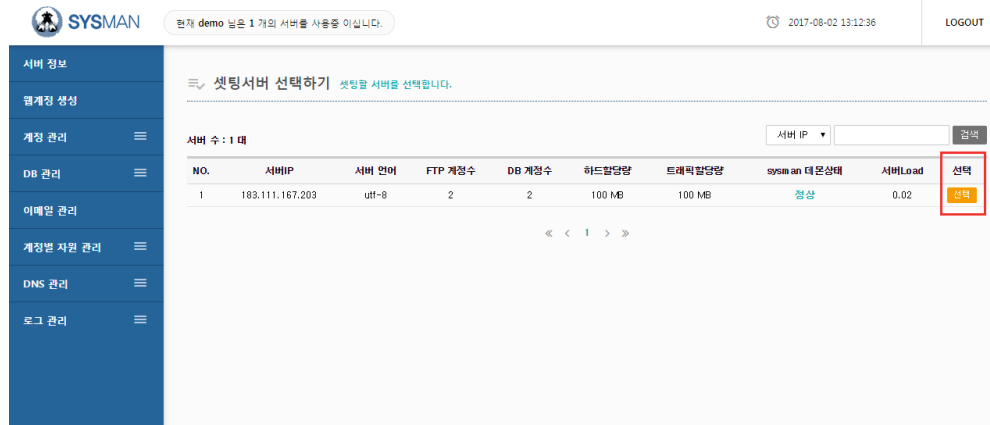 SYSMAN
현재 demo 님은 1 개의 서버를 사용중 이십니다.
2017-08-02 13:12:36
LOGOUT
서버 정보
웹계정 생성
계정 관리
DB 관리
이메일 관리
계정별 자원 관리
DNS 관리
로그 관리
셋팅서버 선택하기 셋팅할 서버를 선택합니다.
서버 수 : 1 대
서버 IP ▼
검색
NO. 서버IP 서버 언어 FTP 계정수 DB 계정수 하드할당량 트래픽할당량 sysman 데몬상태 서버Load 선택
1 183.111.167.203 utf-8 2 2 100 MB 100 MB 정상 0.02 선택
≪ < 1 > ≫